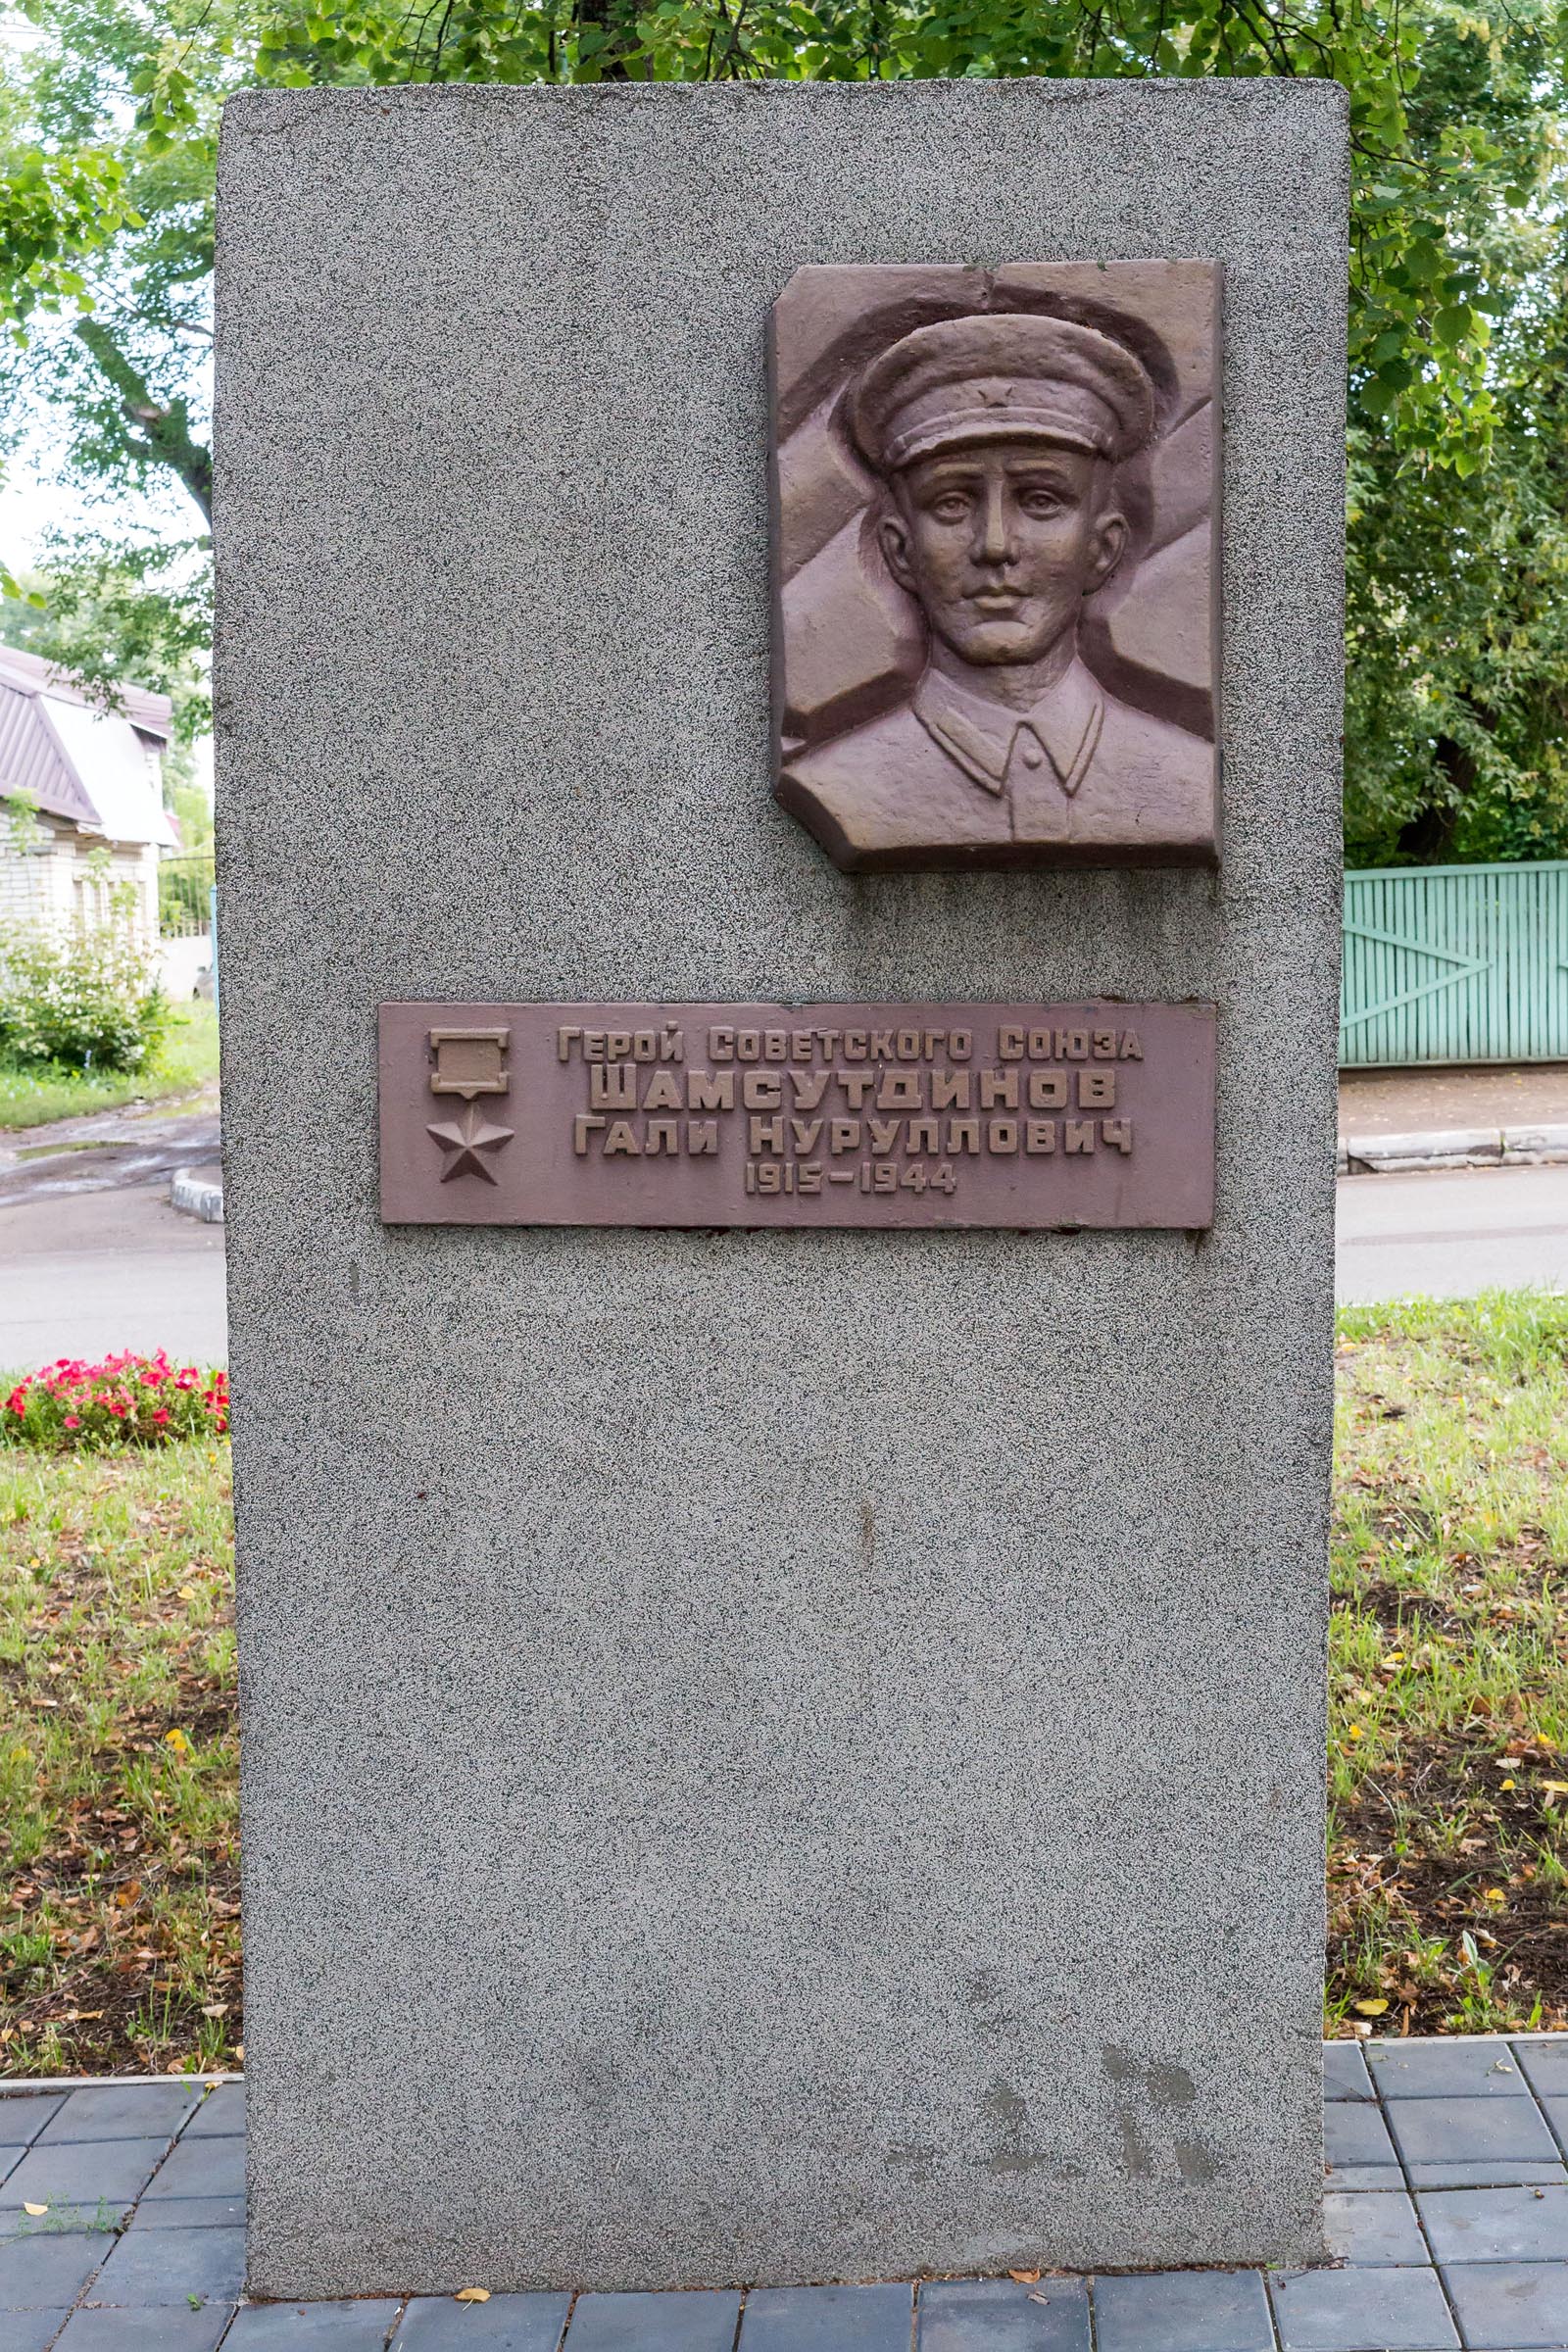 Герой Советского Союза
Шамсутдинов
Гали Нуруллович
1915–1944